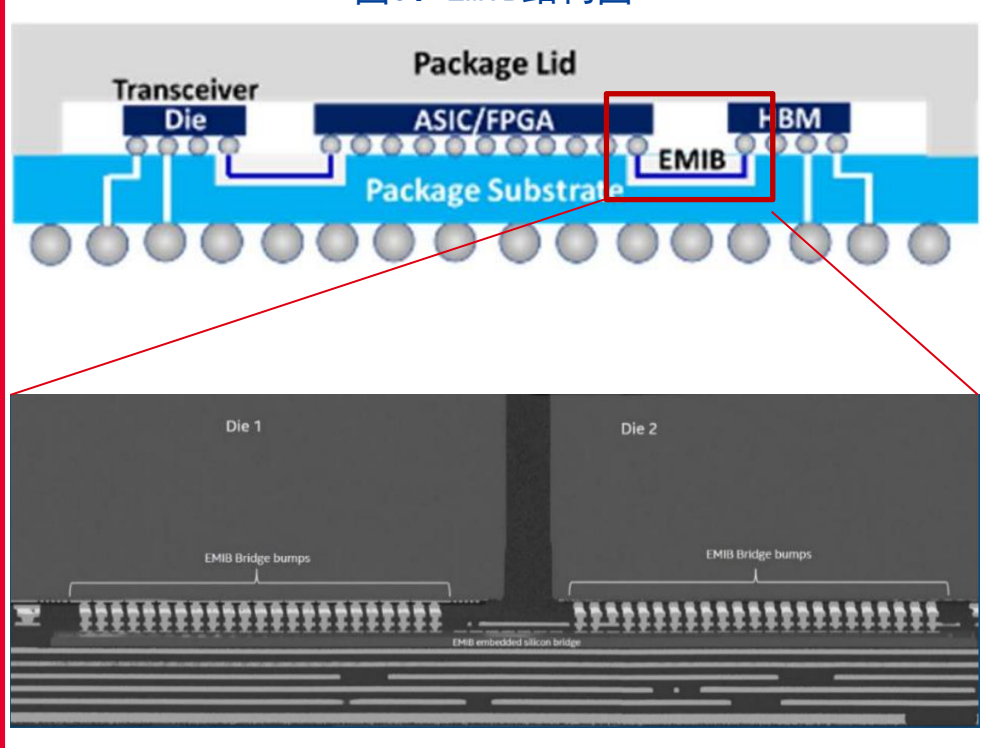 Package Lid
Transceiver
Die
ASIC/FPGA
HBM
EMIB
Package Substrate
Die 1
Die 2
EMIB Bridge bumps
EMIB Bridge bumps
EMIB embedded silicon bridge